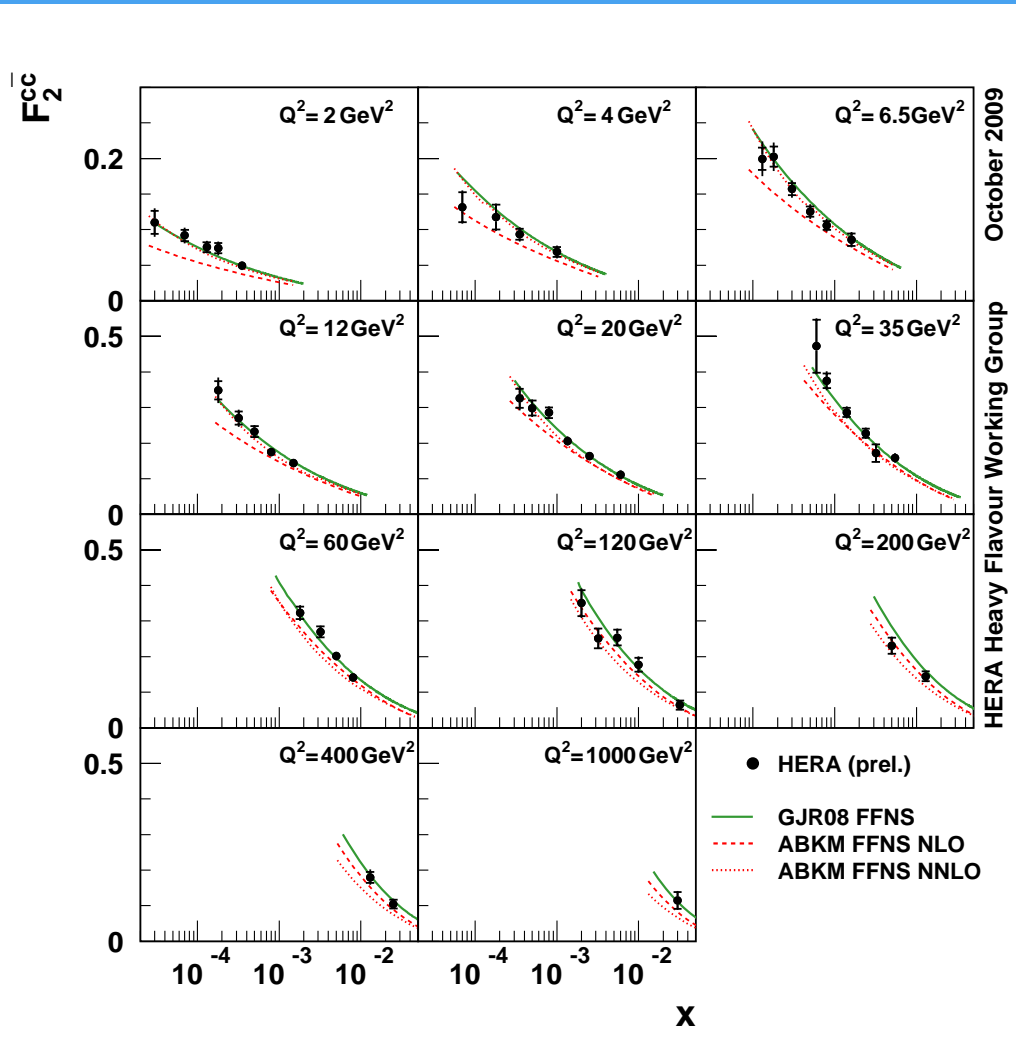 F₂^cc̄
Q²= 2 GeV²
Q²= 4 GeV²
Q²= 6.5GeV²
October 2009
0.2
0
Q²= 12GeV²
Q²= 20GeV²
Q²= 35GeV²
HERA Heavy Flavour Working Group
0.5
0
Q²= 60GeV²
Q²=120GeV²
Q²=200GeV²
0.5
0
Q²=400GeV²
Q²=1000GeV²
0.5
HERA (prel.)
GJR08 FFNS
ABKM FFNS NLO
ABKM FFNS NNLO
0
10⁻⁴ 10⁻³ 10⁻² 10⁻⁴ 10⁻³ 10⁻²
x